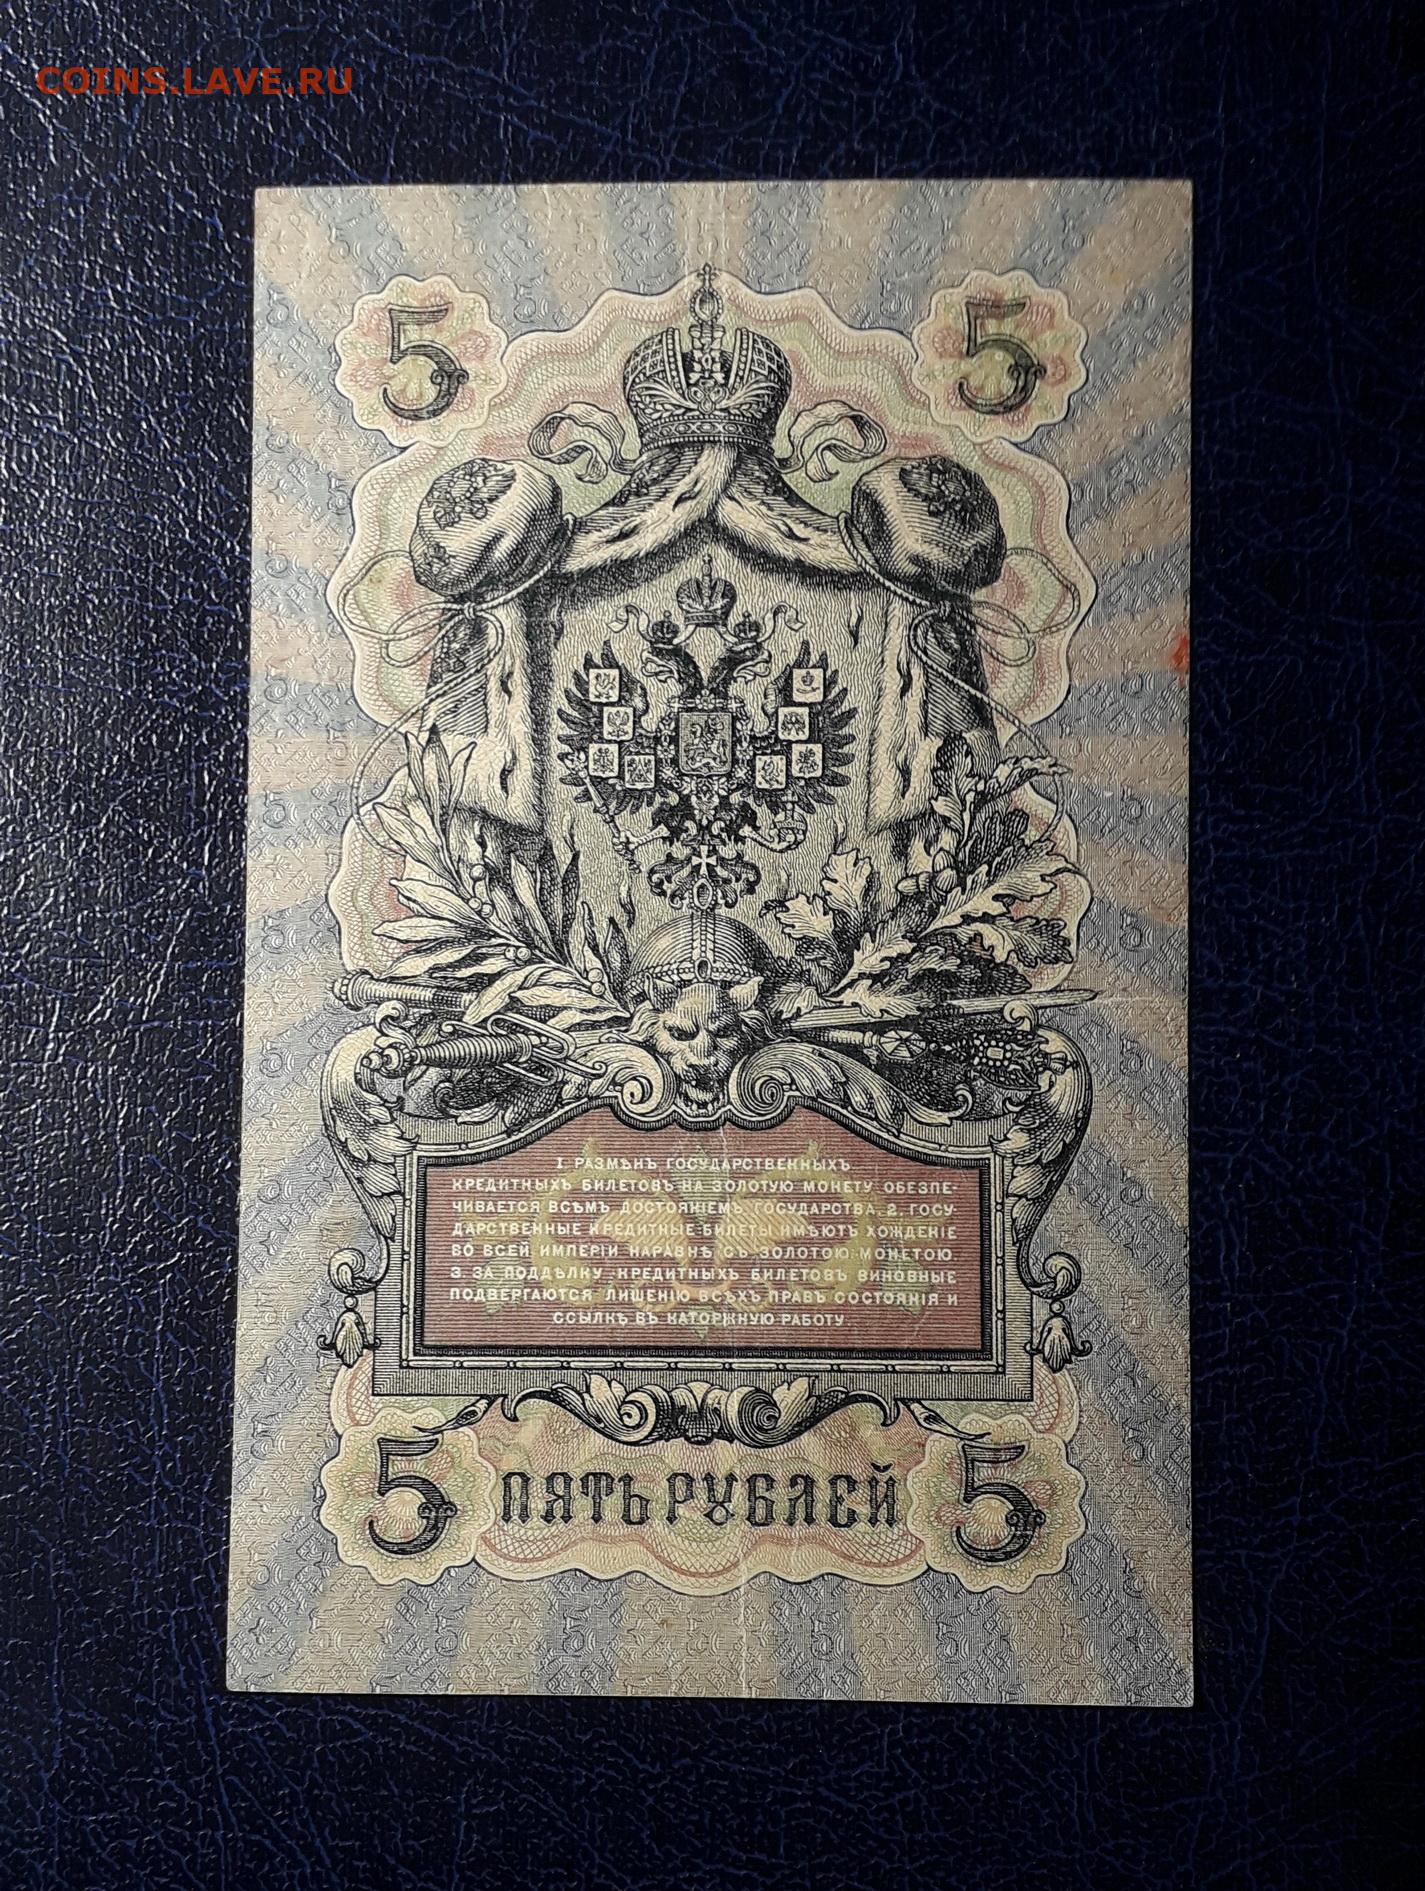 COINS.LAVE.RU
5 5
1. РАЗМѢНЪ ГОСУДАРСТВЕННЫХЪ
КРЕДИТНЫХЪ БИЛЕТОВЪ НА ЗОЛОТУЮ МОНЕТУ ОБЕЗПЕ-
ЧИВАЕТСЯ ВСѢМЪ ДОСТОЯНІЕМЪ ГОСУДАРСТВА. 2. ГОСУ-
ДАРСТВЕННЫЕ КРЕДИТНЫЕ БИЛЕТЫ ИМѢЮТЪ ХОЖДЕНІЕ
ВО ВСЕЙ ИМПЕРІИ НАРАВНѢ СЪ ЗОЛОТОЮ МОНЕТОЮ.
3. ЗА ПОДДѢЛКУ КРЕДИТНЫХЪ БИЛЕТОВЪ ВИНОВНЫЕ
ПОДВЕРГАЮТСЯ ЛИШЕНІЮ ВСѢХЪ ПРАВЪ СОСТОЯНІЯ И
ССЫЛКѢ ВЪ КАТОРЖНУЮ РАБОТУ
5 ПЯТЬ РУБЛЕЙ 5